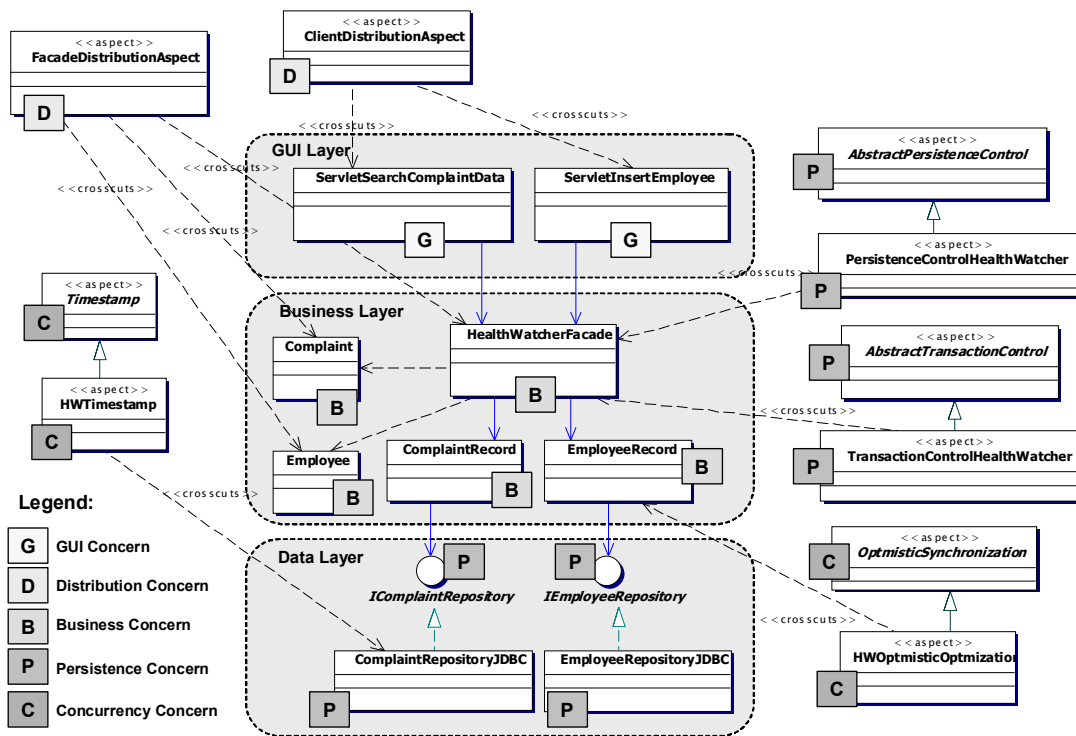 <<aspect>>
FacadeDistributionAspect
D
<<aspect>>
ClientDistributionAspect
D
<<crosscuts>>
<<crosscuts>>
GUI Layer
ServletSearchComplaintData
G
ServletInsertEmployee
G
<<crosscuts>>
<<crosscuts>>
<<crosscuts>>
<<aspect>>
AbstractPersistenceControl
P
<<aspect>>
PersistenceControlHealthWatcher
P
<<crosscuts>>
<<aspect>>
Timestamp
C
<<aspect>>
HWTimestamp
C
Business Layer
Complaint
B
HealthWatcherFacade
B
Employee
B
ComplaintRecord
B
EmployeeRecord
B
<<aspect>>
AbstractTransactionControl
P
<<crosscuts>>
<<aspect>>
TransactionControlHealthWatcher
P
<<crosscuts>>
Data Layer
P
IComplaintRepository
P
IEmployeeRepository
ComplaintRepositoryJDBC
P
EmployeeRepositoryJDBC
P
<<aspect>>
OptmisticSynchronization
C
<<crosscuts>>
<<aspect>>
HWOptmisticOptmization
C
Legend:
G GUI Concern
D Distribution Concern
B Business Concern
P Persistence Concern
C Concurrency Concern